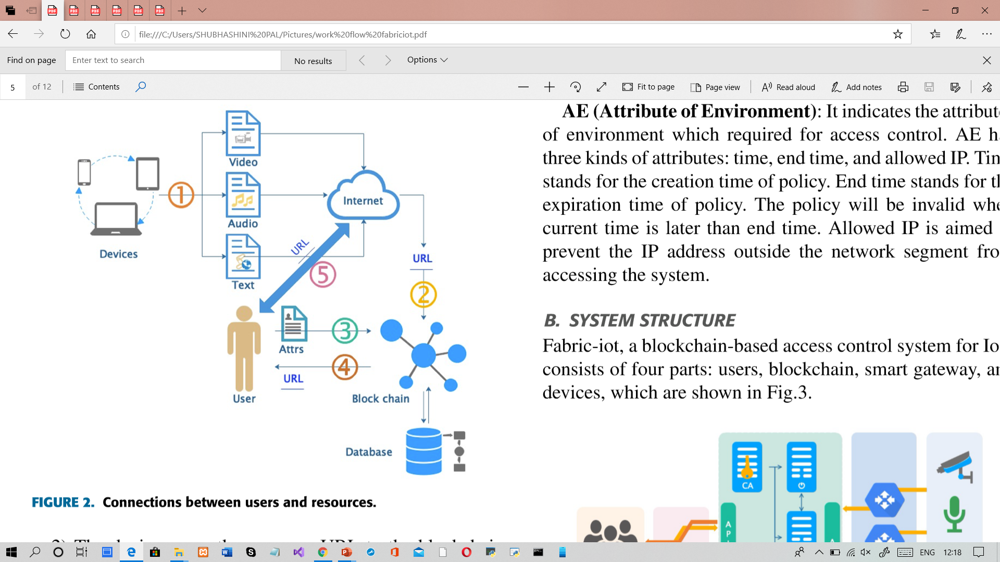 file:///C:/Users/SHUBHASHINI%20PAL/Pictures/work%20flow%20fabriciot.pdf
Find on page
Enter text to search
No results
Options
5
of 12
Contents
Fit to page
Page view
Read aloud
Add notes
Video
Audio
Text
Devices
1
Internet
URL
5
URL
2
User
Attrs
3
4
URL
Block chain
Database
FIGURE 2. Connections between users and resources.
AE (Attribute of Environment): It indicates the
of environment which required for access control. AE
three kinds of attributes: time, end time, and allowed IP.
stands for the creation time of policy. End time stands for
expiration time of policy. The policy will be invalid
current time is later than end time. Allowed IP is aimed
prevent the IP address outside the network segment
accessing the system.
B. SYSTEM STRUCTURE
Fabric-iot, a blockchain-based access control system for
consists of four parts: users, blockchain, smart gateway,
devices, which are shown in Fig.3.
CA
A
P
ENG
12:18